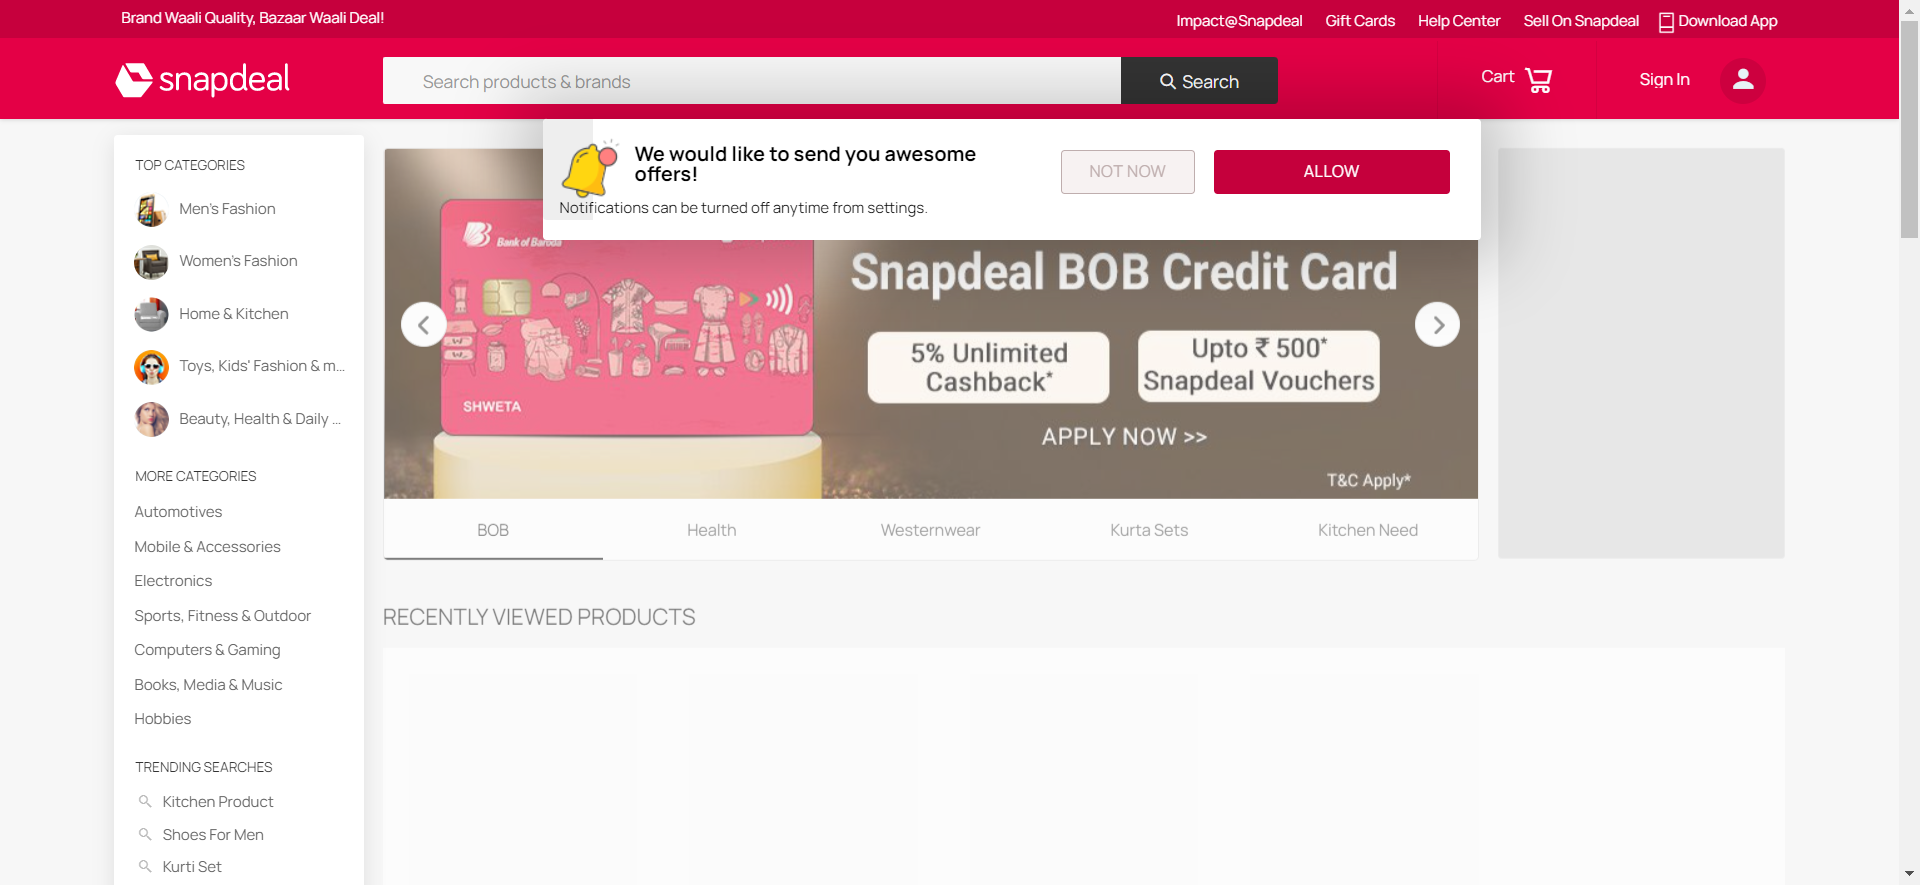 Brand Waali Quality, Bazaar Waali Deal!
Impact@Snapdeal
Gift Cards
Help Center
Sell On Snapdeal
Download App
snapdeal
Search products & brands
Search
Cart
Sign In
We would like to send you awesome
offers!
NOT NOW
ALLOW
Notifications can be turned off anytime from settings.
TOP CATEGORIES
Men's Fashion
Women's Fashion
Home & Kitchen
Toys, Kids' Fashion & m...
Beauty, Health & Daily ...
MORE CATEGORIES
Automotives
Mobile & Accessories
Electronics
Sports, Fitness & Outdoor
Computers & Gaming
Books, Media & Music
Hobbies
TRENDING SEARCHES
Kitchen Product
Shoes For Men
Kurti Set
Bank of Baroda
SHWETA
Snapdeal BOB Credit Card
5% Unlimited
Cashback*
Upto ₹ 500*
Snapdeal Vouchers
APPLY NOW >>
T&C Apply*
BOB
Health
Westernwear
Kurta Sets
Kitchen Need
RECENTLY VIEWED PRODUCTS